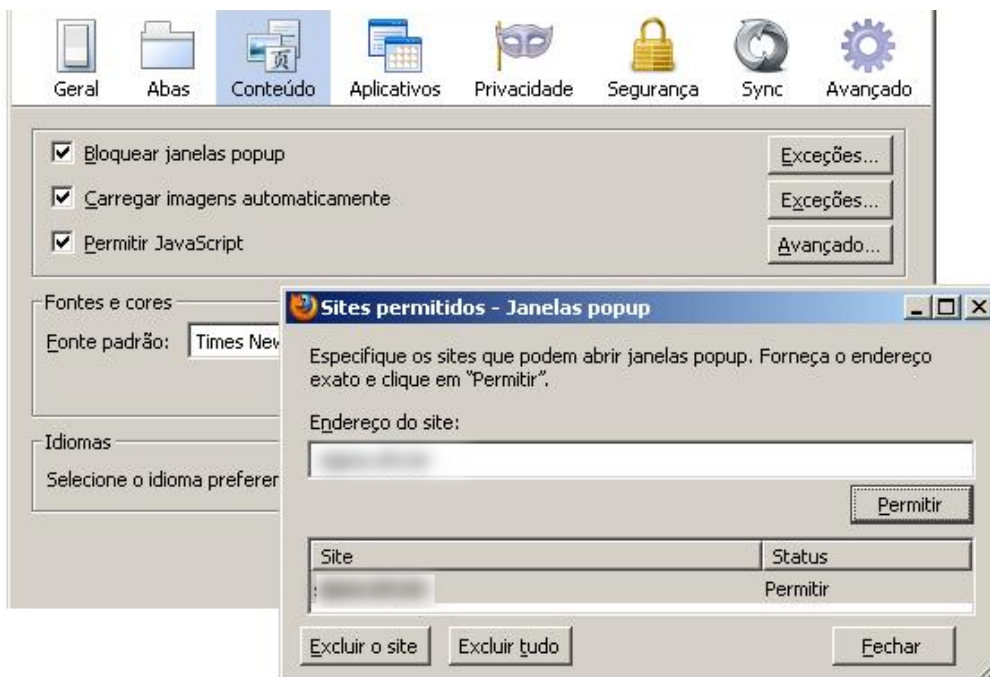 Geral Abas Conteúdo Aplicativos Privacidade Segurança Sync Avançado
页
Bloquear janelas popup Exceções...
Carregar imagens automaticamente Exceções...
Permitir JavaScript Avançado...
Fontes e cores
Fonte padrão: Times New
Sites permitidos - Janelas popup
Especifique os sites que podem abrir janelas popup. Forneça o endereço
exato e clique em "Permitir".
Endereço do site:
Permitir
Site Status
Permitir
Excluir o site Excluir tudo Fechar
Idiomas
Selecione o idioma